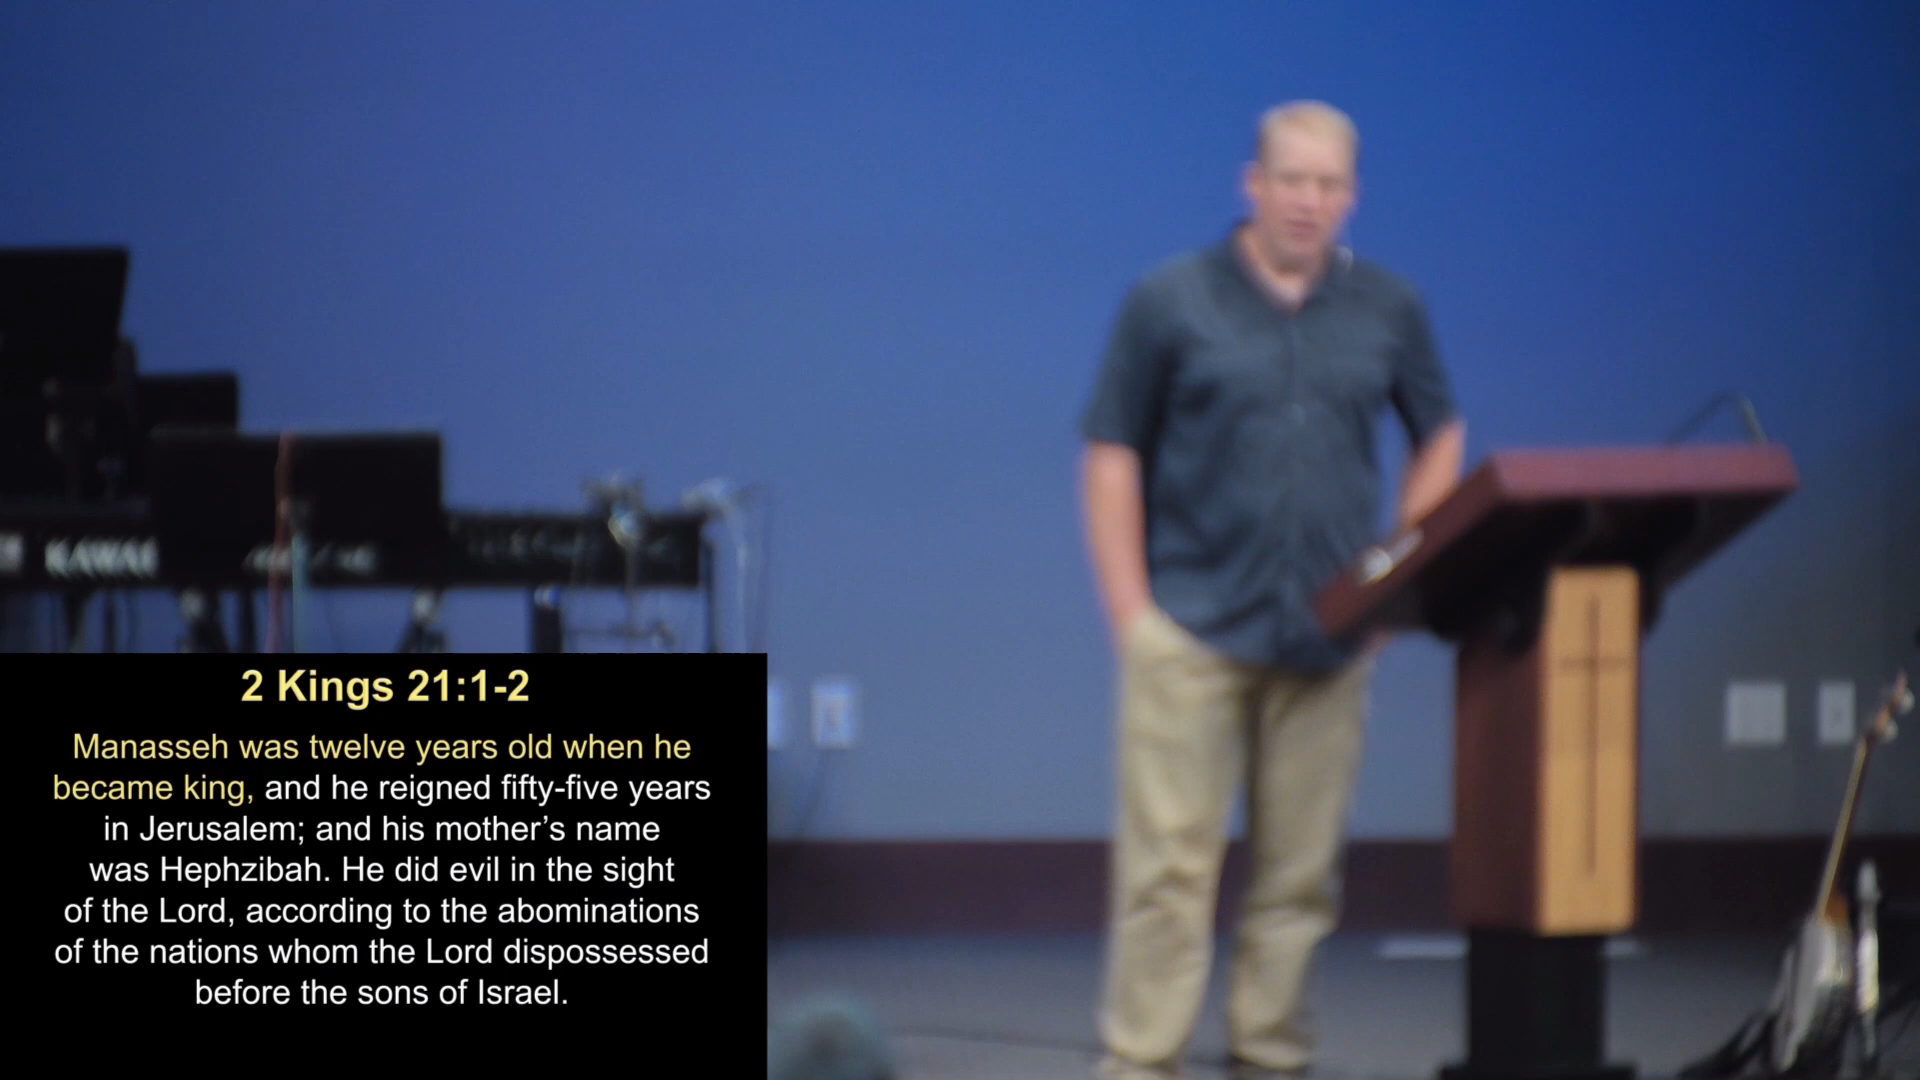 KAWAI
2 Kings 21:1-2
Manasseh was twelve years old when he
became king, and he reigned fifty-five years
in Jerusalem; and his mother’s name
was Hephzibah. He did evil in the sight
of the Lord, according to the abominations
of the nations whom the Lord dispossessed
before the sons of Israel.